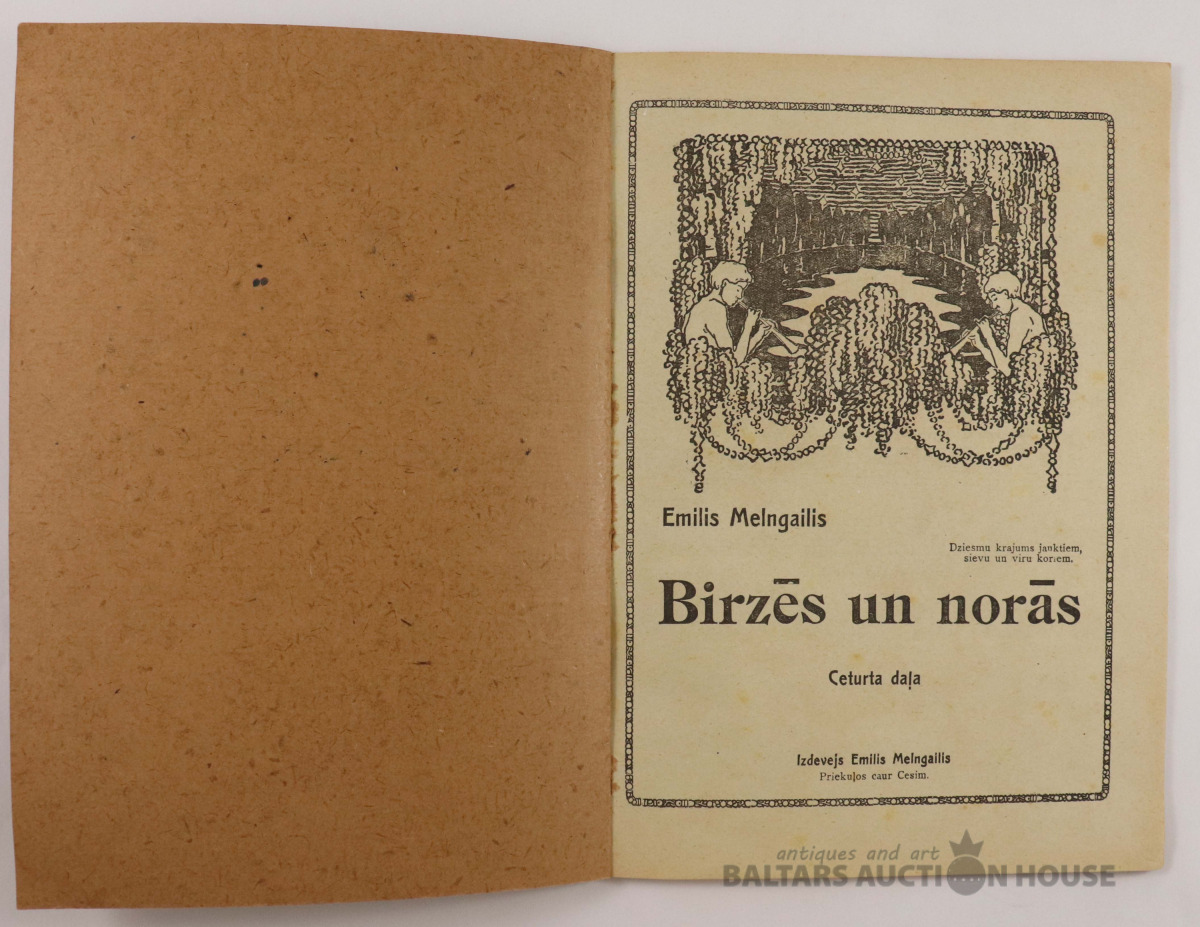 Emilis Melngailis
Dziesmu krajums jauktiem,
sievu un viru koriem.
Birzēs un norās
Ceturta daļa
Izdevejs Emilis Melngailis
Priekuļos caur Cesim.
antiques and art
BALTARS AUCTION HOUSE